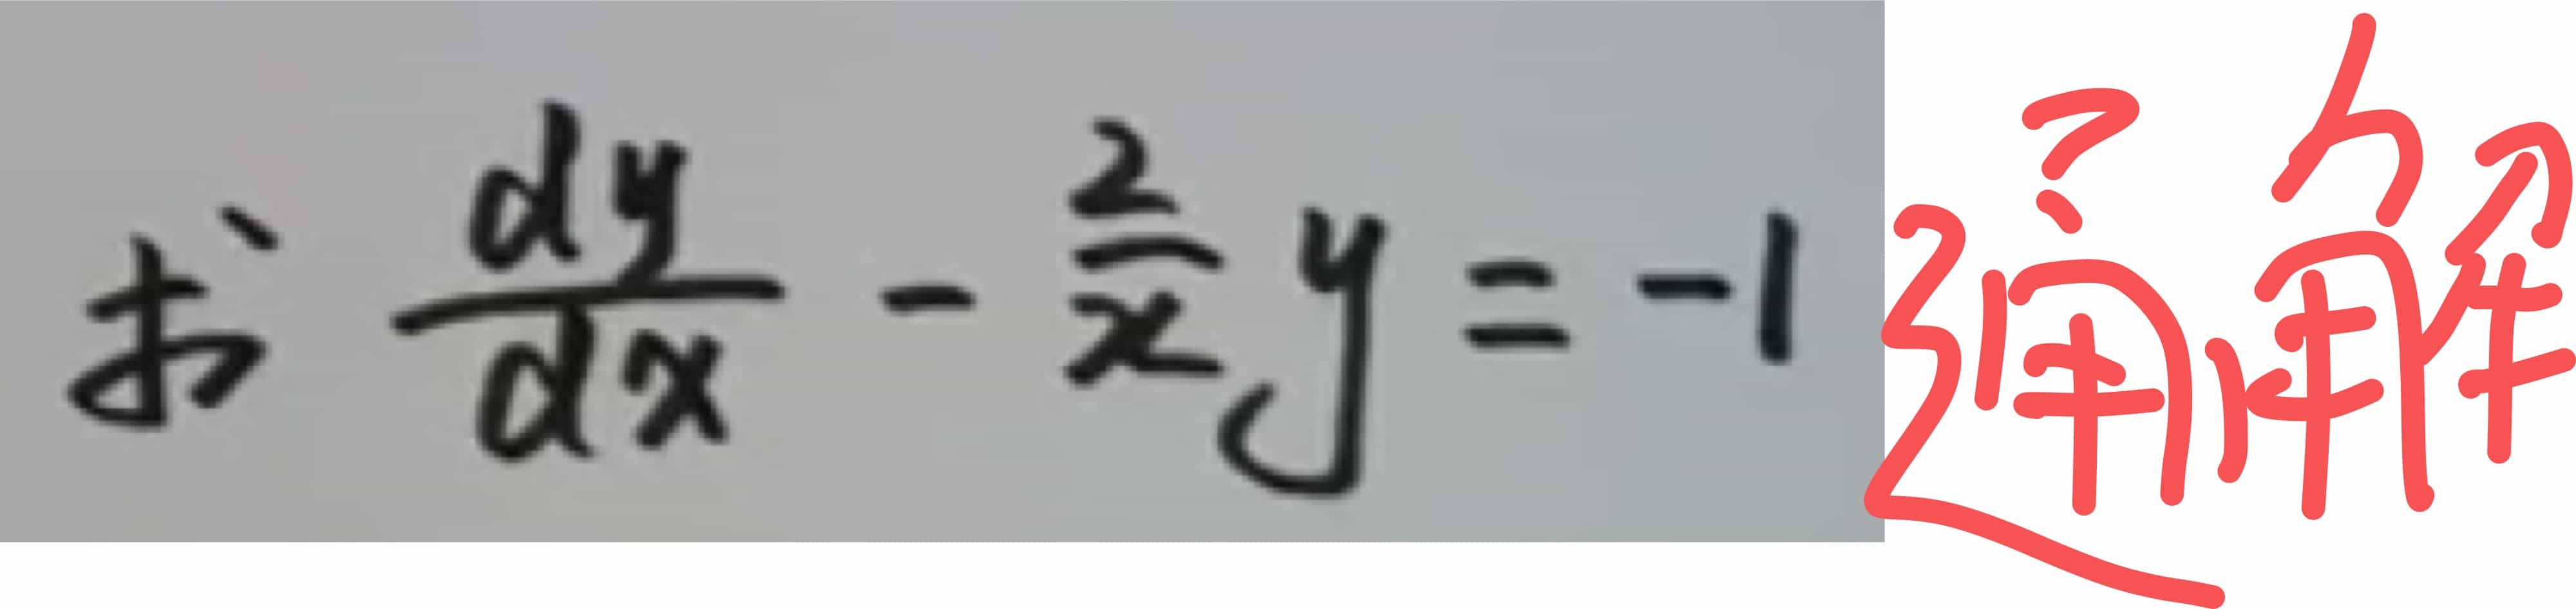 求 dy/dx - 2/x y = -1 通解